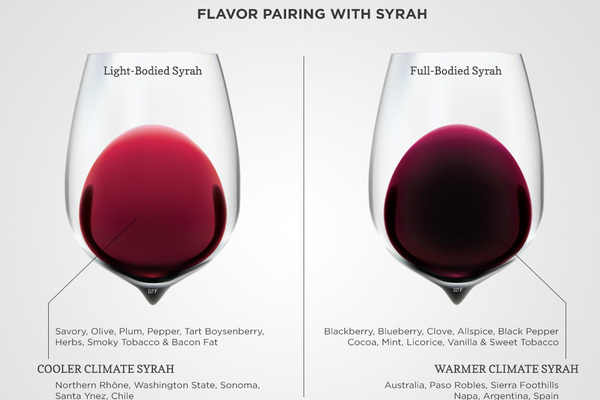 FLAVOR PAIRING WITH SYRAH
Light-Bodied Syrah
WF
Savory, Olive, Plum, Pepper, Tart Boysenberry,
Herbs, Smoky Tobacco & Bacon Fat
COOLER CLIMATE SYRAH
Northern Rhône, Washington State, Sonoma,
Santa Ynez, Chile
Full-Bodied Syrah
WF
Blackberry, Blueberry, Clove, Allspice, Black Pepper
Cocoa, Mint, Licorice, Vanilla & Sweet Tobacco
WARMER CLIMATE SYRAH
Australia, Paso Robles, Sierra Foothills
Napa, Argentina, Spain